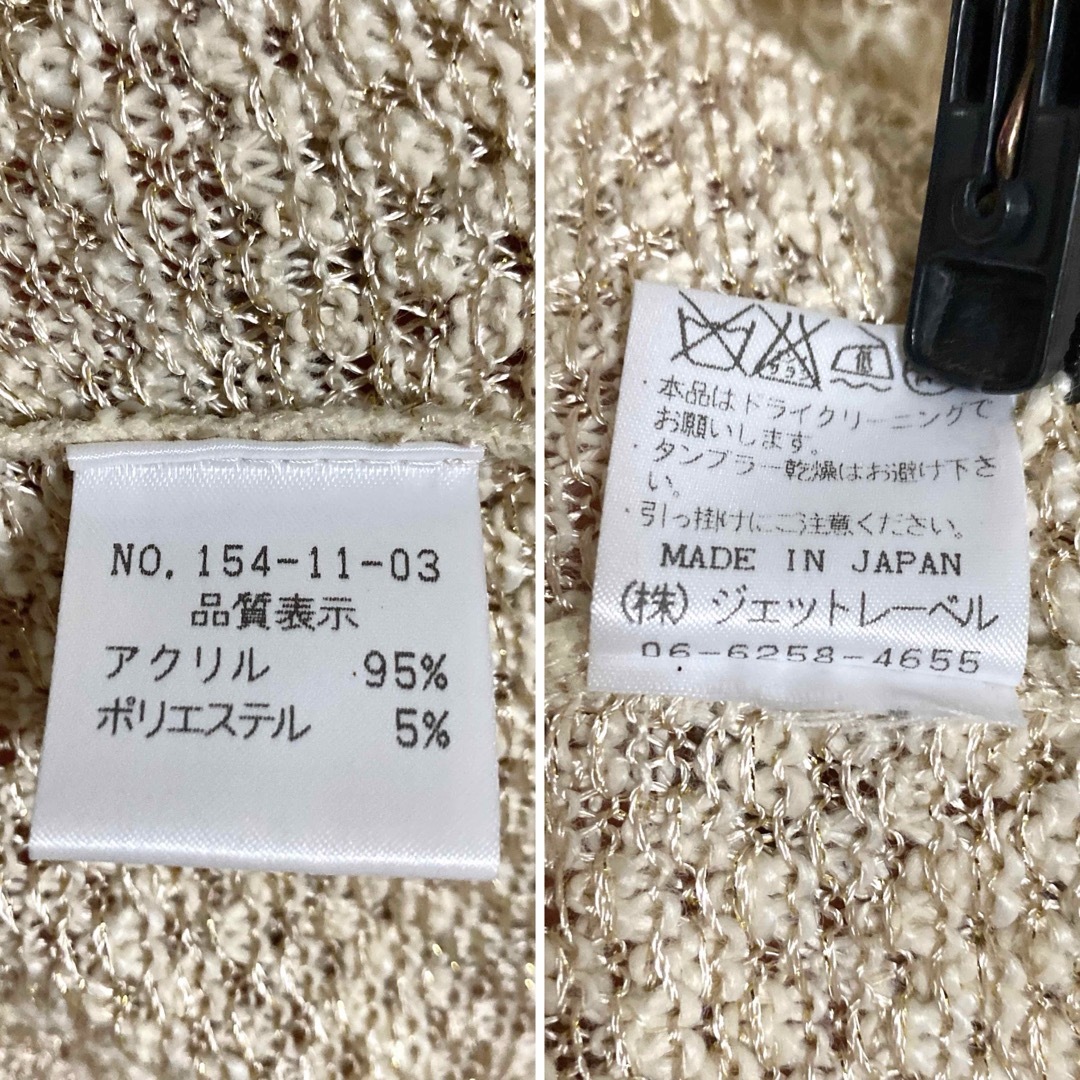 NO. 154-11-03
品質表示
アクリル 95%
ポリエステル 5%
・本品はドライクリーニングで
お願いします。
・タンブラー乾燥はお避け下さ
い。
・引っ掛けにご注意ください。
MADE IN JAPAN
(株) ジェットレーベル
06-6258-4655